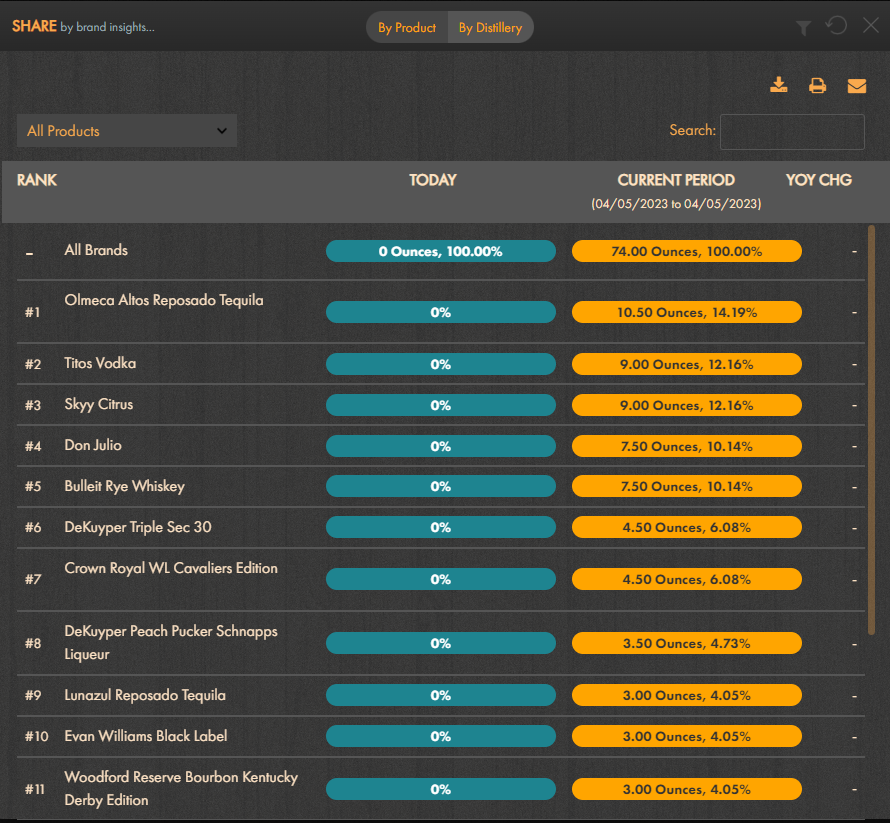 SHARE by brand insights...
By Product
By Distillery
All Products
Search:
RANK
TODAY
CURRENT PERIOD
YOY CHG
(04/05/2023 to 04/05/2023)
– All Brands 0 Ounces, 100.00% 74.00 Ounces, 100.00% -
#1 Olmeca Altos Reposado Tequila 0% 10.50 Ounces, 14.19% -
#2 Titos Vodka 0% 9.00 Ounces, 12.16% -
#3 Skyy Citrus 0% 9.00 Ounces, 12.16% -
#4 Don Julio 0% 7.50 Ounces, 10.14% -
#5 Bulleit Rye Whiskey 0% 7.50 Ounces, 10.14% -
#6 DeKuyper Triple Sec 30 0% 4.50 Ounces, 6.08% -
#7 Crown Royal WL Cavaliers Edition 0% 4.50 Ounces, 6.08% -
#8 DeKuyper Peach Pucker Schnapps
Liqueur 0% 3.50 Ounces, 4.73% -
#9 Lunazul Reposado Tequila 0% 3.00 Ounces, 4.05% -
#10 Evan Williams Black Label 0% 3.00 Ounces, 4.05% -
#11 Woodford Reserve Bourbon Kentucky
Derby Edition 0% 3.00 Ounces, 4.05% -